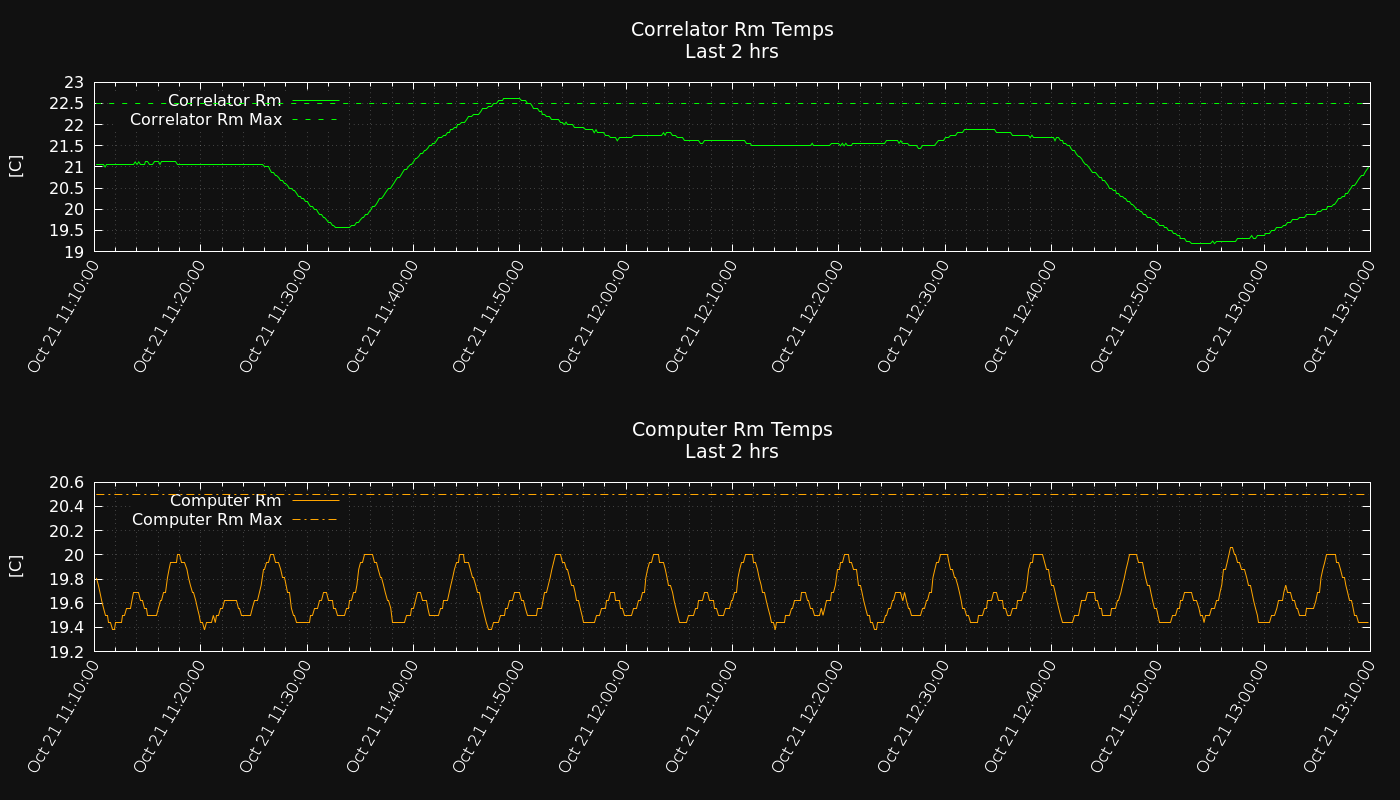 Correlator Rm Temps
Last 2 hrs
[C]
23
22.5
22
21.5
21
20.5
20
19.5
19
Correlator Rm
Correlator Rm Max
Oct 21 11:10:00
Oct 21 11:20:00
Oct 21 11:30:00
Oct 21 11:40:00
Oct 21 11:50:00
Oct 21 12:00:00
Oct 21 12:10:00
Oct 21 12:20:00
Oct 21 12:30:00
Oct 21 12:40:00
Oct 21 12:50:00
Oct 21 13:00:00
Oct 21 13:10:00
Computer Rm Temps
Last 2 hrs
[C]
20.6
20.4
20.2
20
19.8
19.6
19.4
19.2
Computer Rm
Computer Rm Max
Oct 21 11:10:00
Oct 21 11:20:00
Oct 21 11:30:00
Oct 21 11:40:00
Oct 21 11:50:00
Oct 21 12:00:00
Oct 21 12:10:00
Oct 21 12:20:00
Oct 21 12:30:00
Oct 21 12:40:00
Oct 21 12:50:00
Oct 21 13:00:00
Oct 21 13:10:00